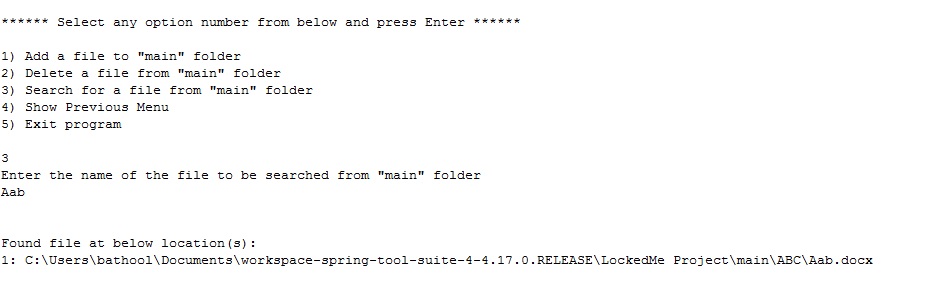 ****** Select any option number from below and press Enter ******
1) Add a file to "main" folder
2) Delete a file from "main" folder
3) Search for a file from "main" folder
4) Show Previous Menu
5) Exit program
3
Enter the name of the file to be searched from "main" folder
Aab
Found file at below location(s):
1: C:\Users\bathool\Documents\workspace-spring-tool-suite-4-4.17.0.RELEASE\LockedMe Project\main\ABC\Aab.docx